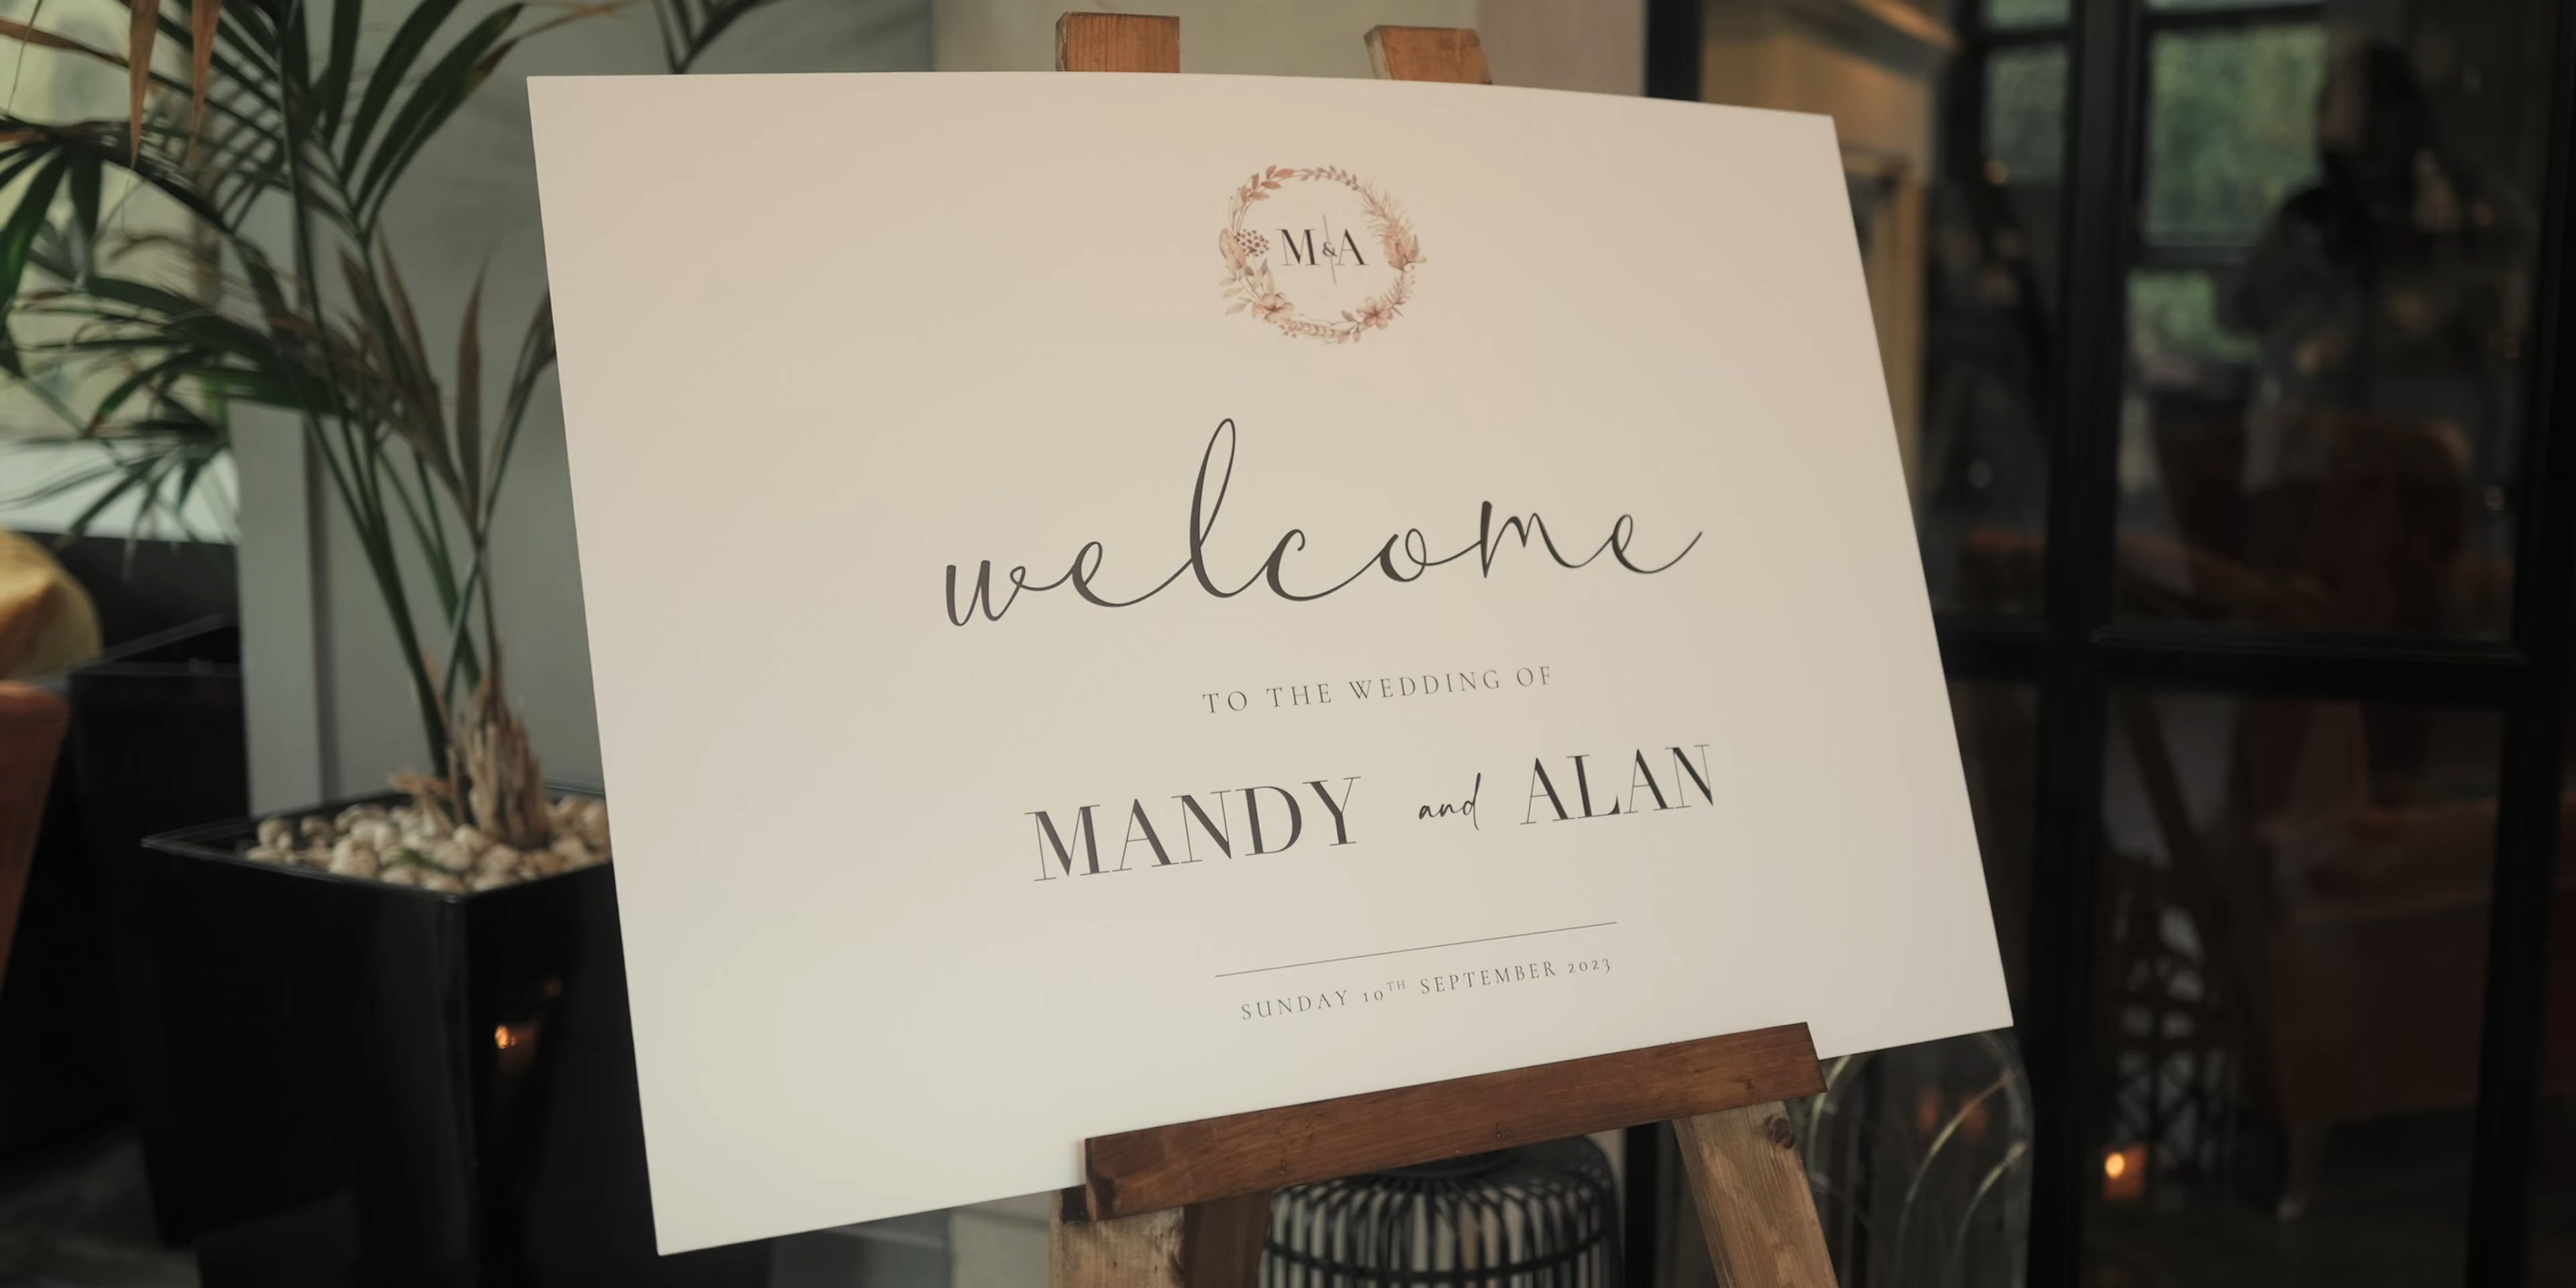 M&A
welcome
TO THE WEDDING OF
MANDY and ALAN
SUNDAY 10TH SEPTEMBER 2023